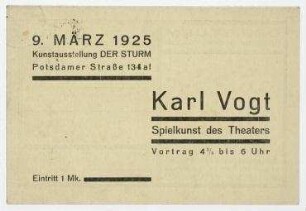 9. MÄRZ 1925
Kunstausstellung DER STURM
Potsdamer Straße 134a!
Karl Vogt
Spielkunst des Theaters
Vortrag 4½ bis 6 Uhr
Eintritt 1 Mk.